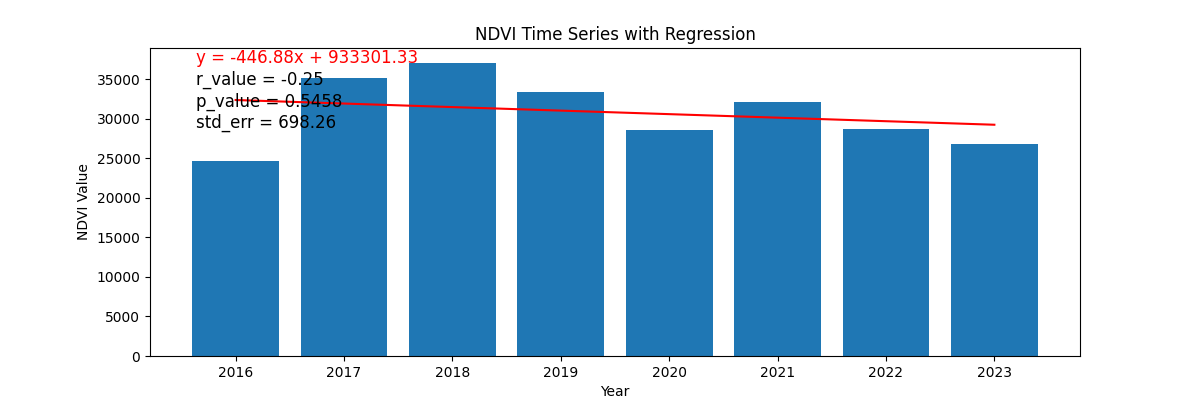 NDVI Time Series with Regression
y = -446.88x + 933301.33
r_value = -0.25
p_value = 0.5458
std_err = 698.26
NDVI Value
35000
30000
25000
20000
15000
10000
5000
0
2016 2017 2018 2019 2020 2021 2022 2023
Year